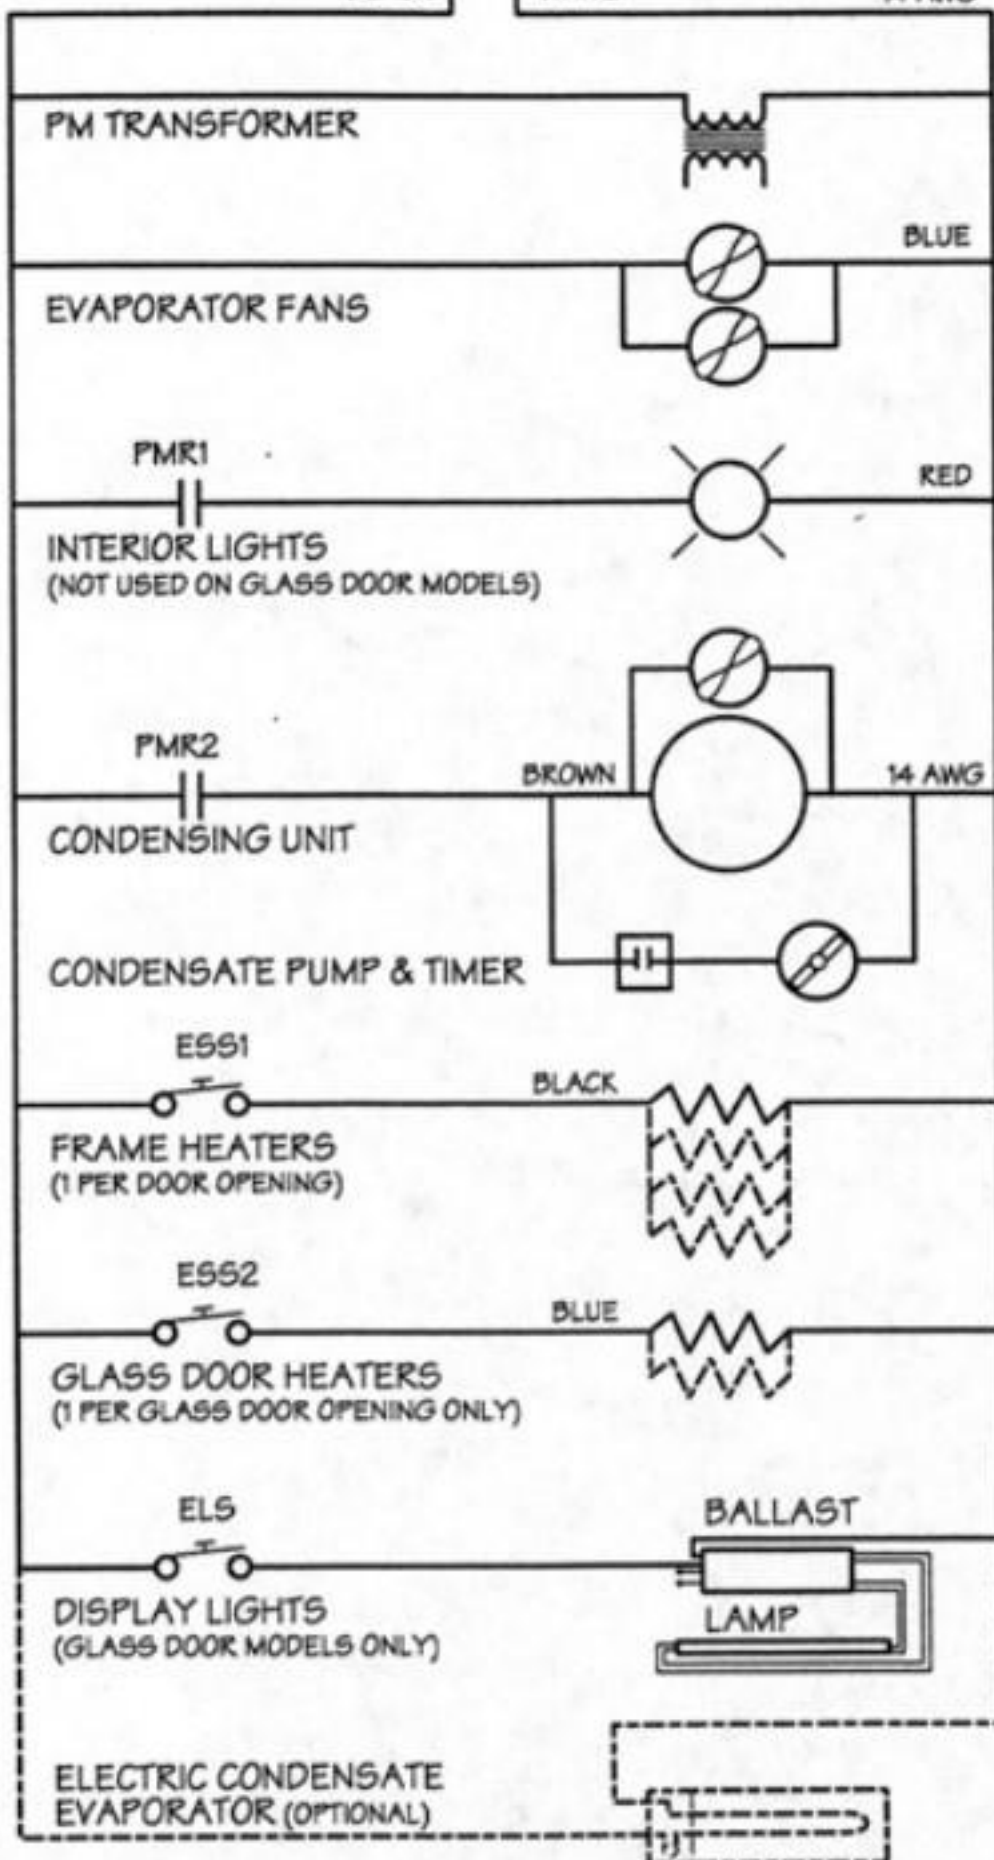 PM TRANSFORMER
BLUE
EVAPORATOR FANS
PMR1
RED
INTERIOR LIGHTS
(NOT USED ON GLASS DOOR MODELS)
PMR2
BROWN
14 AWG
CONDENSING UNIT
CONDENSATE PUMP & TIMER
ESS1
BLACK
FRAME HEATERS
(1 PER DOOR OPENING)
ESS2
BLUE
GLASS DOOR HEATERS
(1 PER GLASS DOOR OPENING ONLY)
ELS
BALLAST
DISPLAY LIGHTS
(GLASS DOOR MODELS ONLY)
LAMP
ELECTRIC CONDENSATE
EVAPORATOR (OPTIONAL)